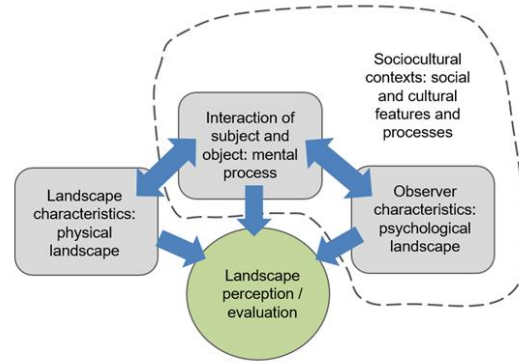 Sociocultural
contexts: social
and cultural
features and
processes
Interaction of
subject and
object: mental
process
Landscape
characteristics:
physical
landscape
Observer
characteristics:
psychological
landscape
Landscape
perception /
evaluation